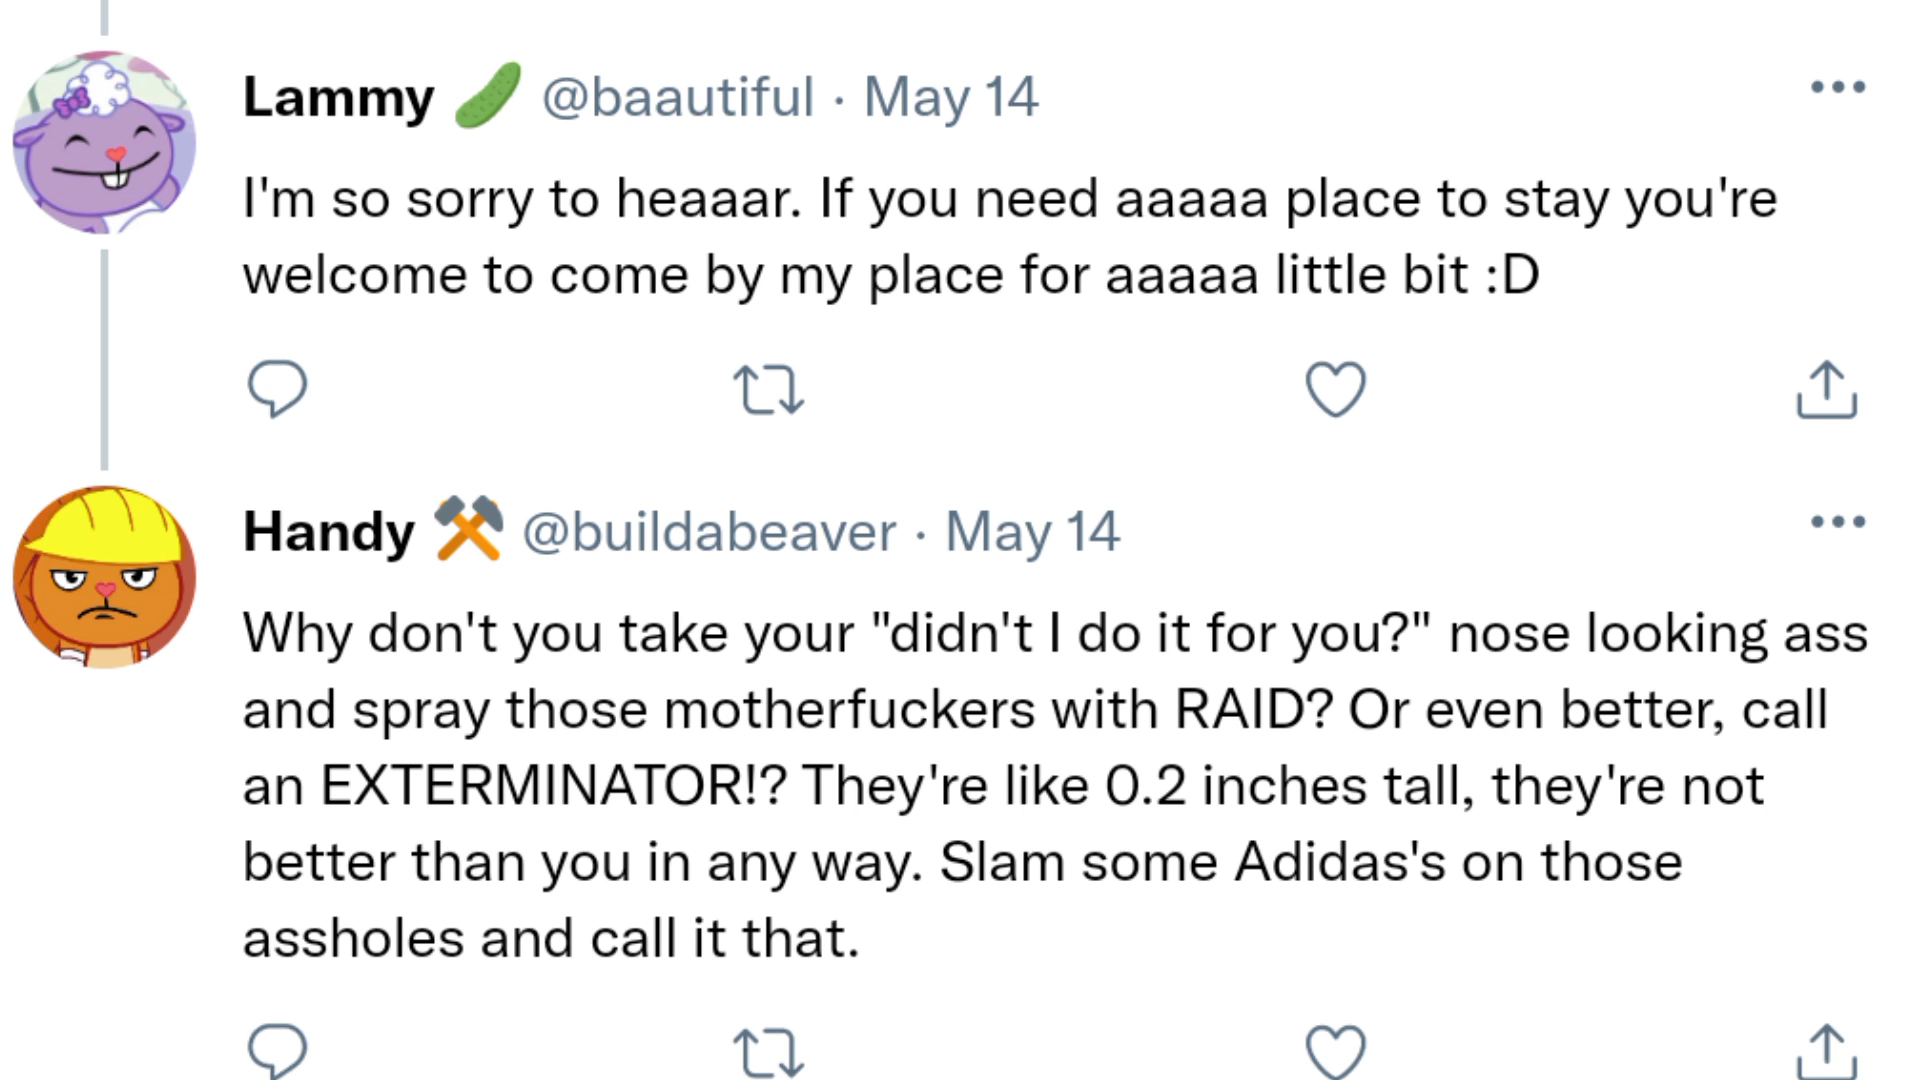 Lammy 🥒 @baautiful · May 14
I'm so sorry to heaaar. If you need aaaaa place to stay you're
welcome to come by my place for aaaaa little bit :D
Handy ⚒️ @buildabeaver · May 14
Why don't you take your "didn't I do it for you?" nose looking ass
and spray those motherfuckers with RAID? Or even better, call
an EXTERMINATOR!? They're like 0.2 inches tall, they're not
better than you in any way. Slam some Adidas's on those
assholes and call it that.